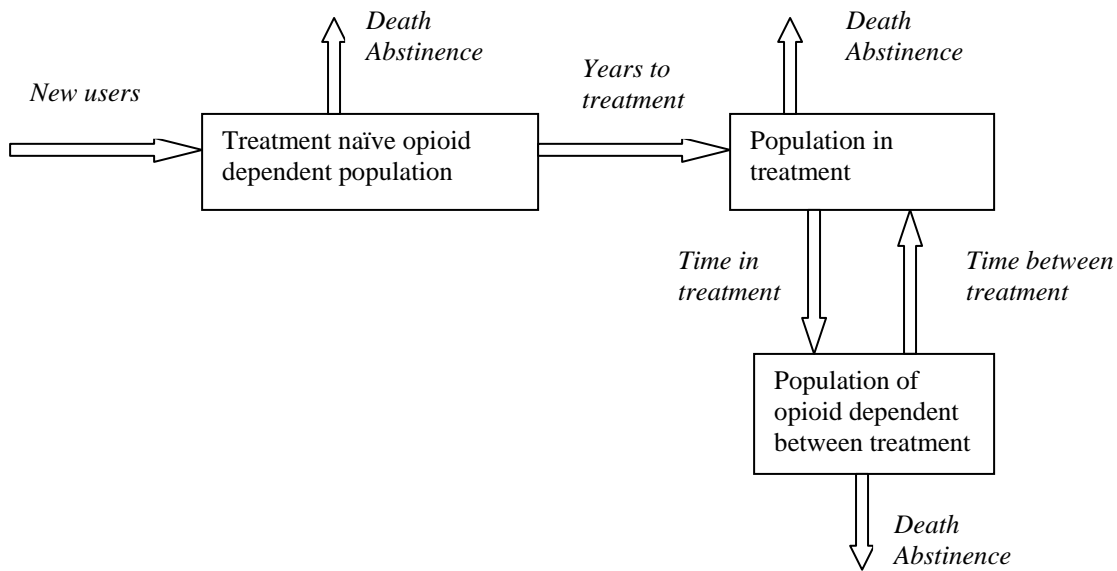 Death
Abstinence
Death
Abstinence
New users
Years to
treatment
Treatment naïve opioid
dependent population
Population in
treatment
Time in
treatment
Time between
treatment
Population of
opioid dependent
between treatment
Death
Abstinence